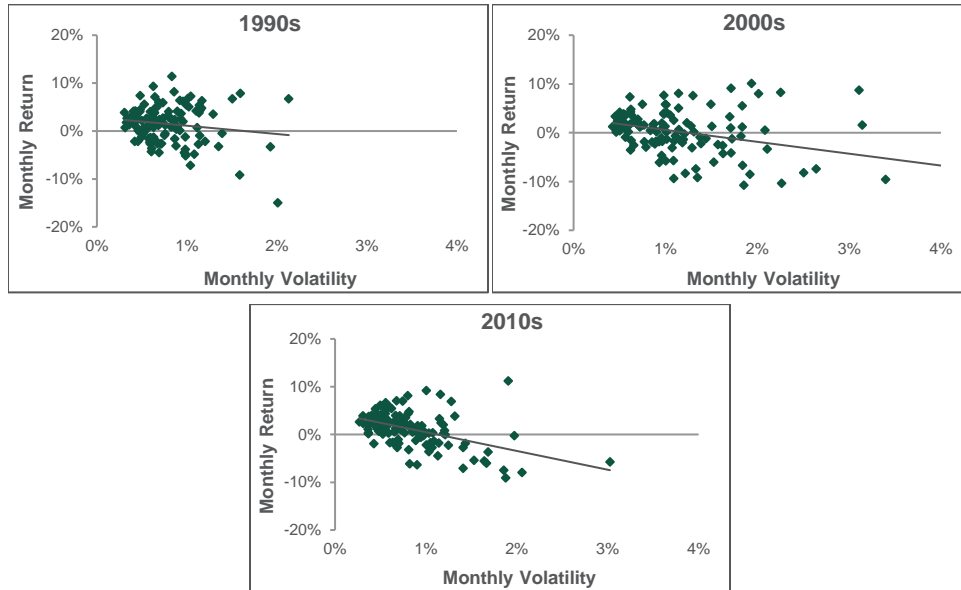 1990s
20%
10%
0%
-10%
-20%
Monthly Return
0% 1% 2% 3% 4%
Monthly Volatility
2000s
20%
10%
0%
-10%
-20%
Monthly Return
0% 1% 2% 3% 4%
Monthly Volatility
2010s
20%
10%
0%
-10%
-20%
Monthly Return
0% 1% 2% 3% 4%
Monthly Volatility